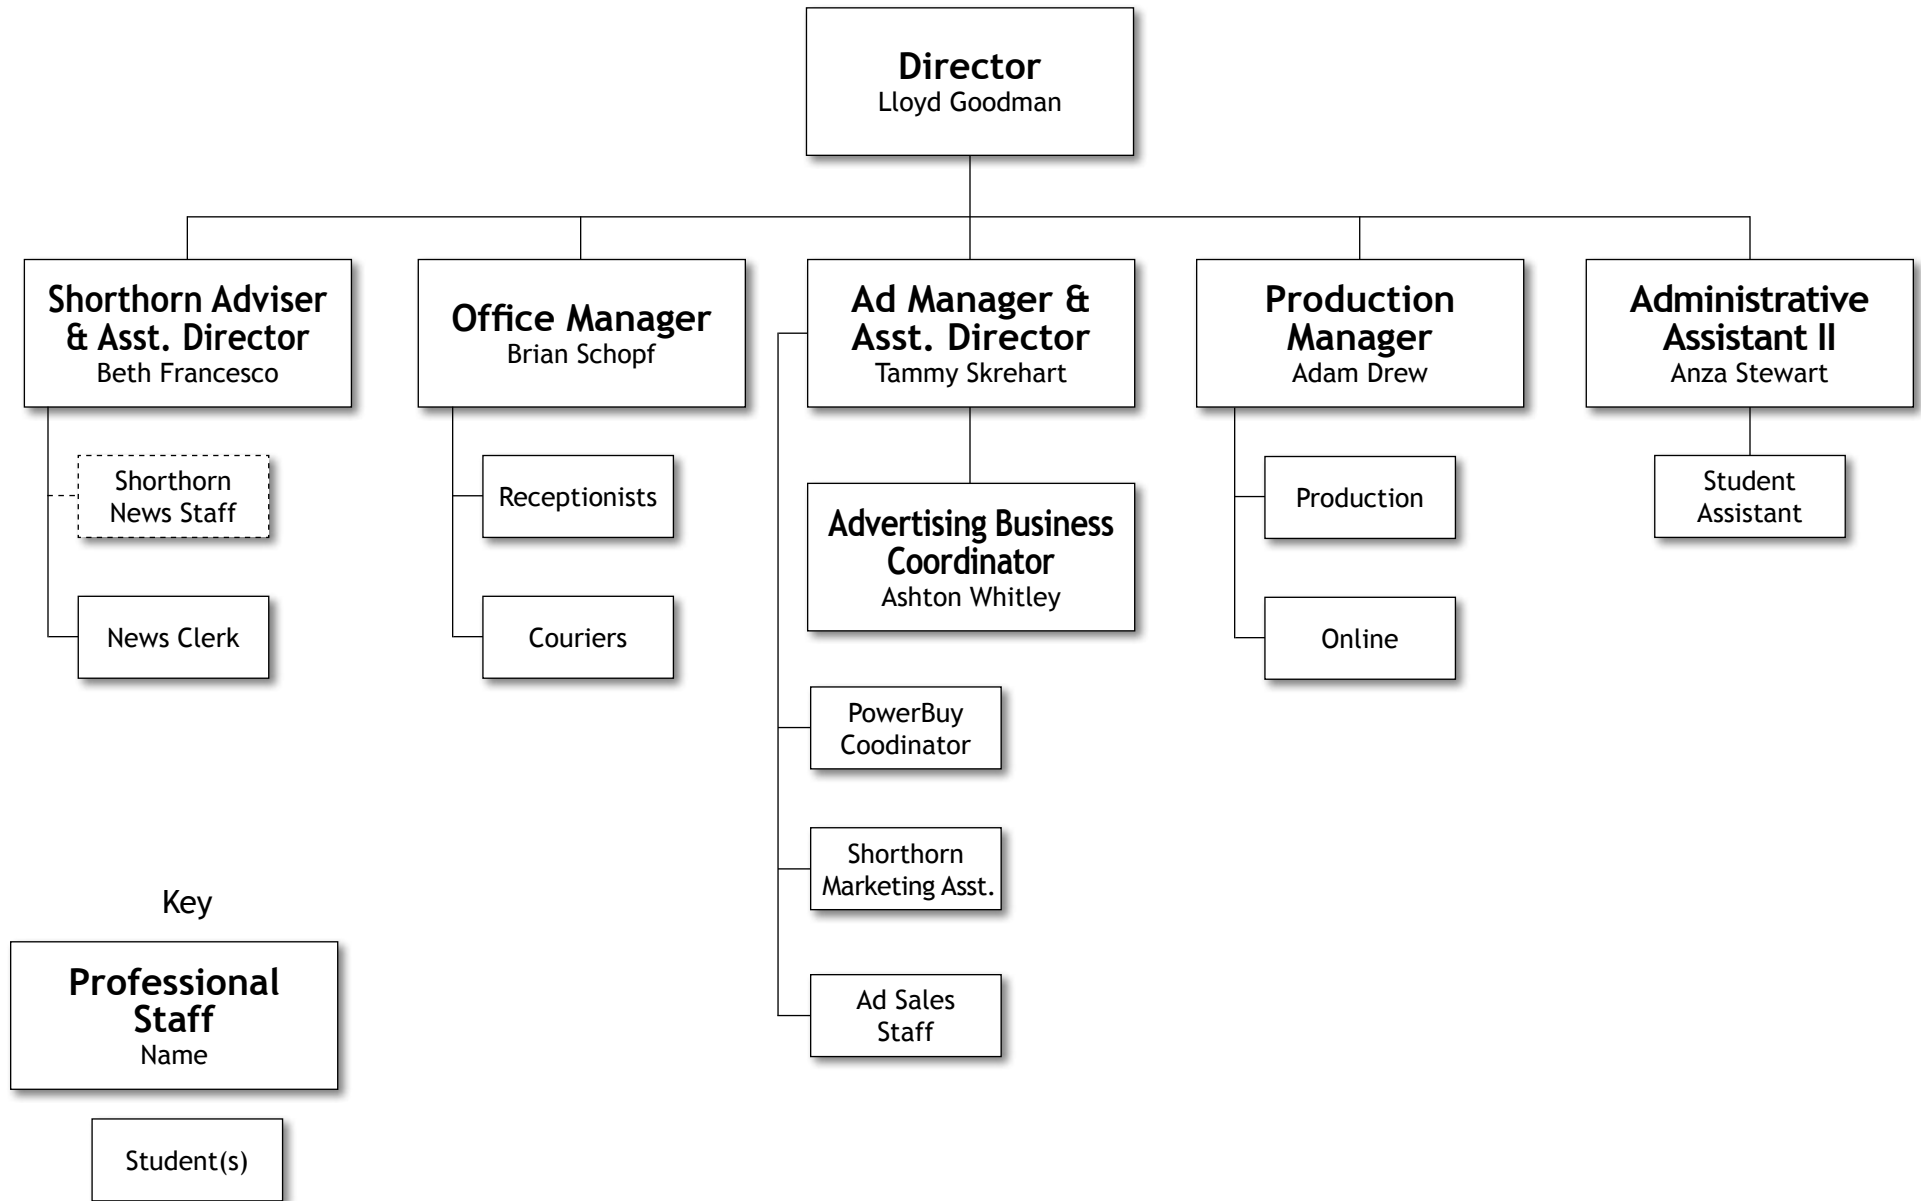 Director
Lloyd Goodman
Shorthorn Adviser
& Asst. Director
Beth Francesco
Office Manager
Brian Schopf
Ad Manager &
Asst. Director
Tammy Skrehart
Production
Manager
Adam Drew
Administrative
Assistant II
Anza Stewart
Shorthorn
News Staff
News Clerk
Receptionists
Couriers
Advertising Business
Coordinator
Ashton Whitley
PowerBuy
Coodinator
Shorthorn
Marketing Asst.
Ad Sales
Staff
Production
Online
Student
Assistant
Key
Professional
Staff
Name
Student(s)